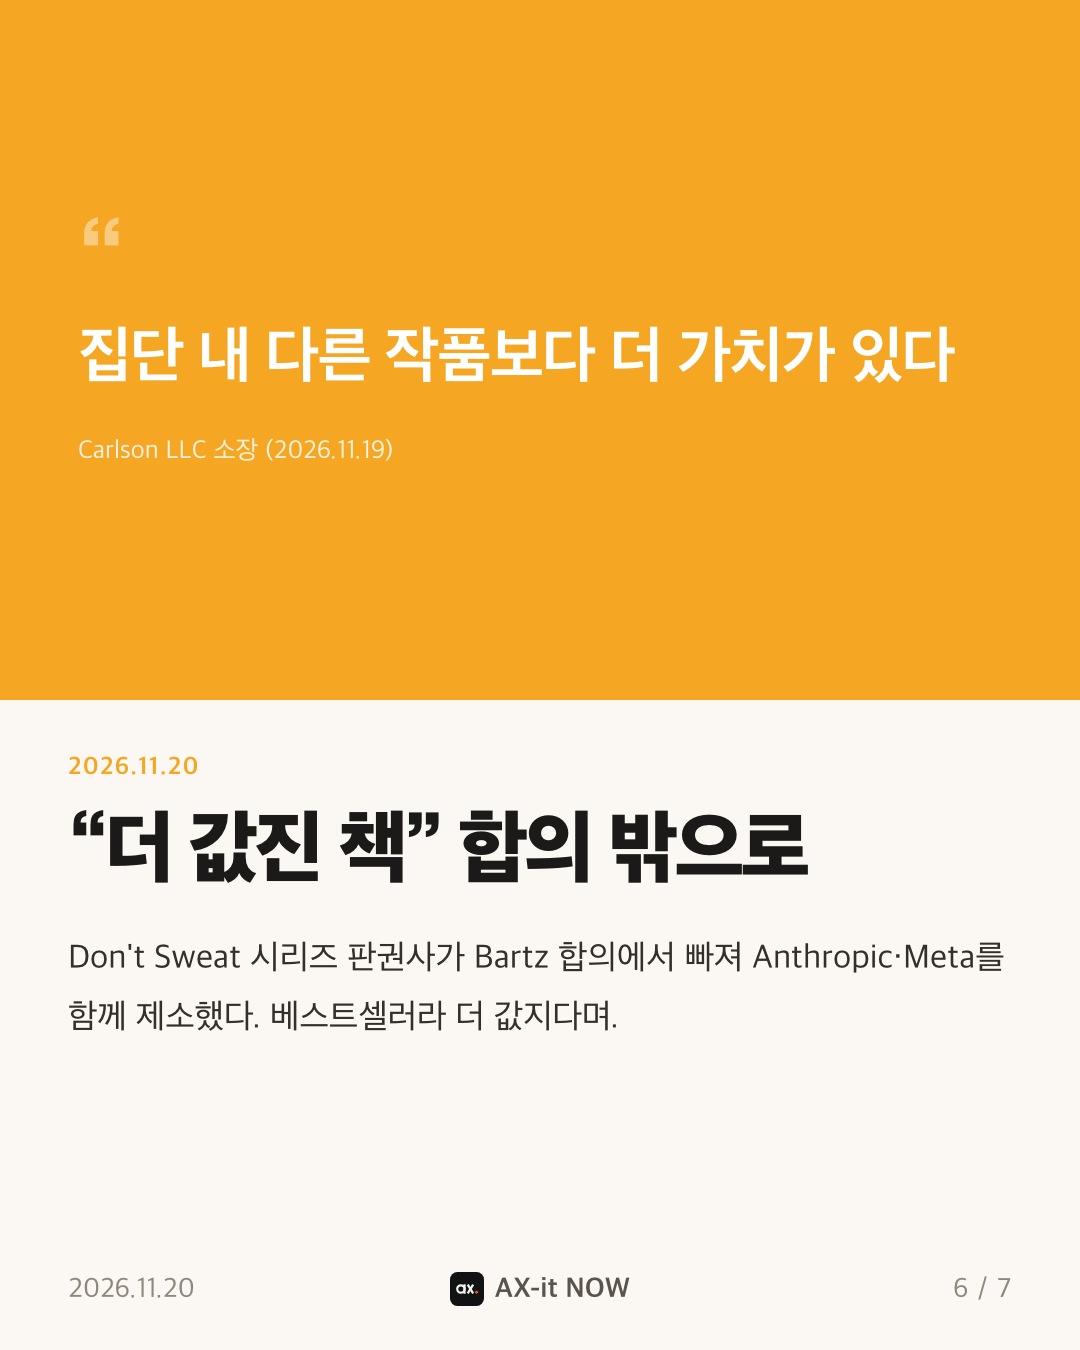 “
집단 내 다른 작품보다 더 가치가 있다
Carlson LLC 소장 (2026.11.19)
2026.11.20
“더 값진 책” 합의 밖으로
Don't Sweat 시리즈 판권사가 Bartz 합의에서 빠져 Anthropic·Meta를
함께 제소했다. 베스트셀러라 더 값지다며.
2026.11.20
ax. AX-it NOW
6 / 7